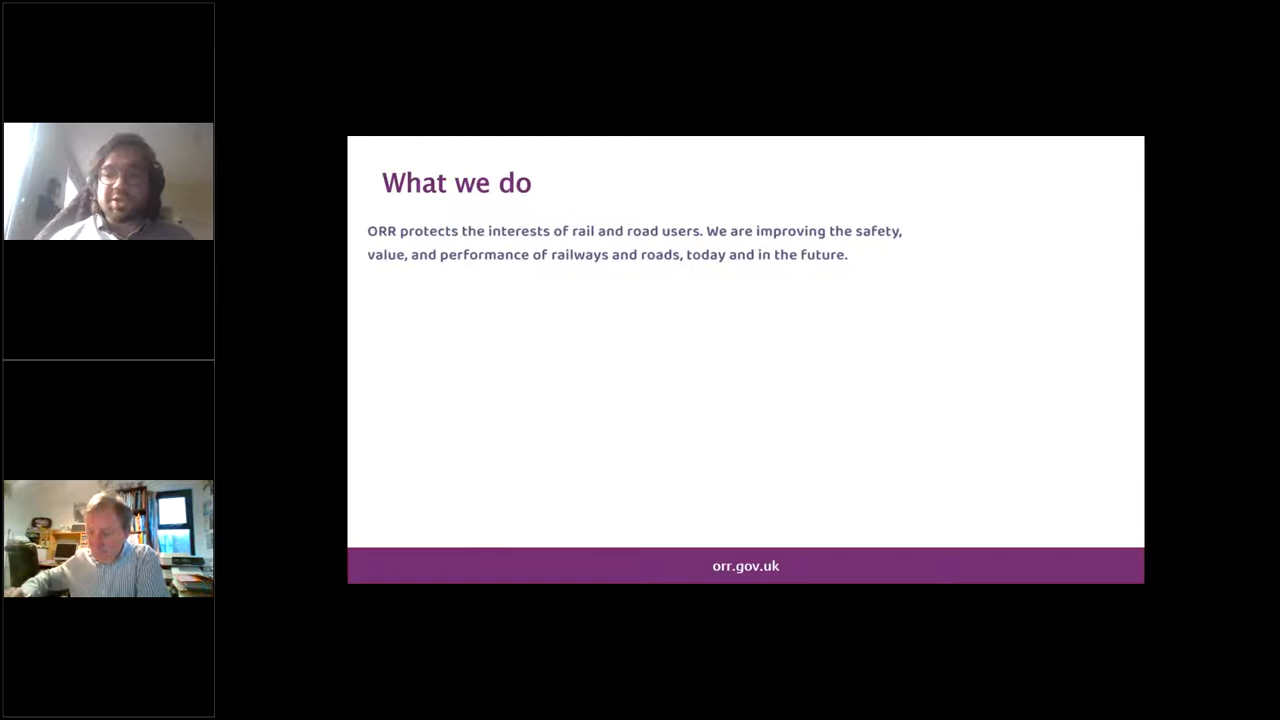 What we do
ORR protects the interests of rail and road users. We are improving the safety,
value, and performance of railways and roads, today and in the future.
orr.gov.uk